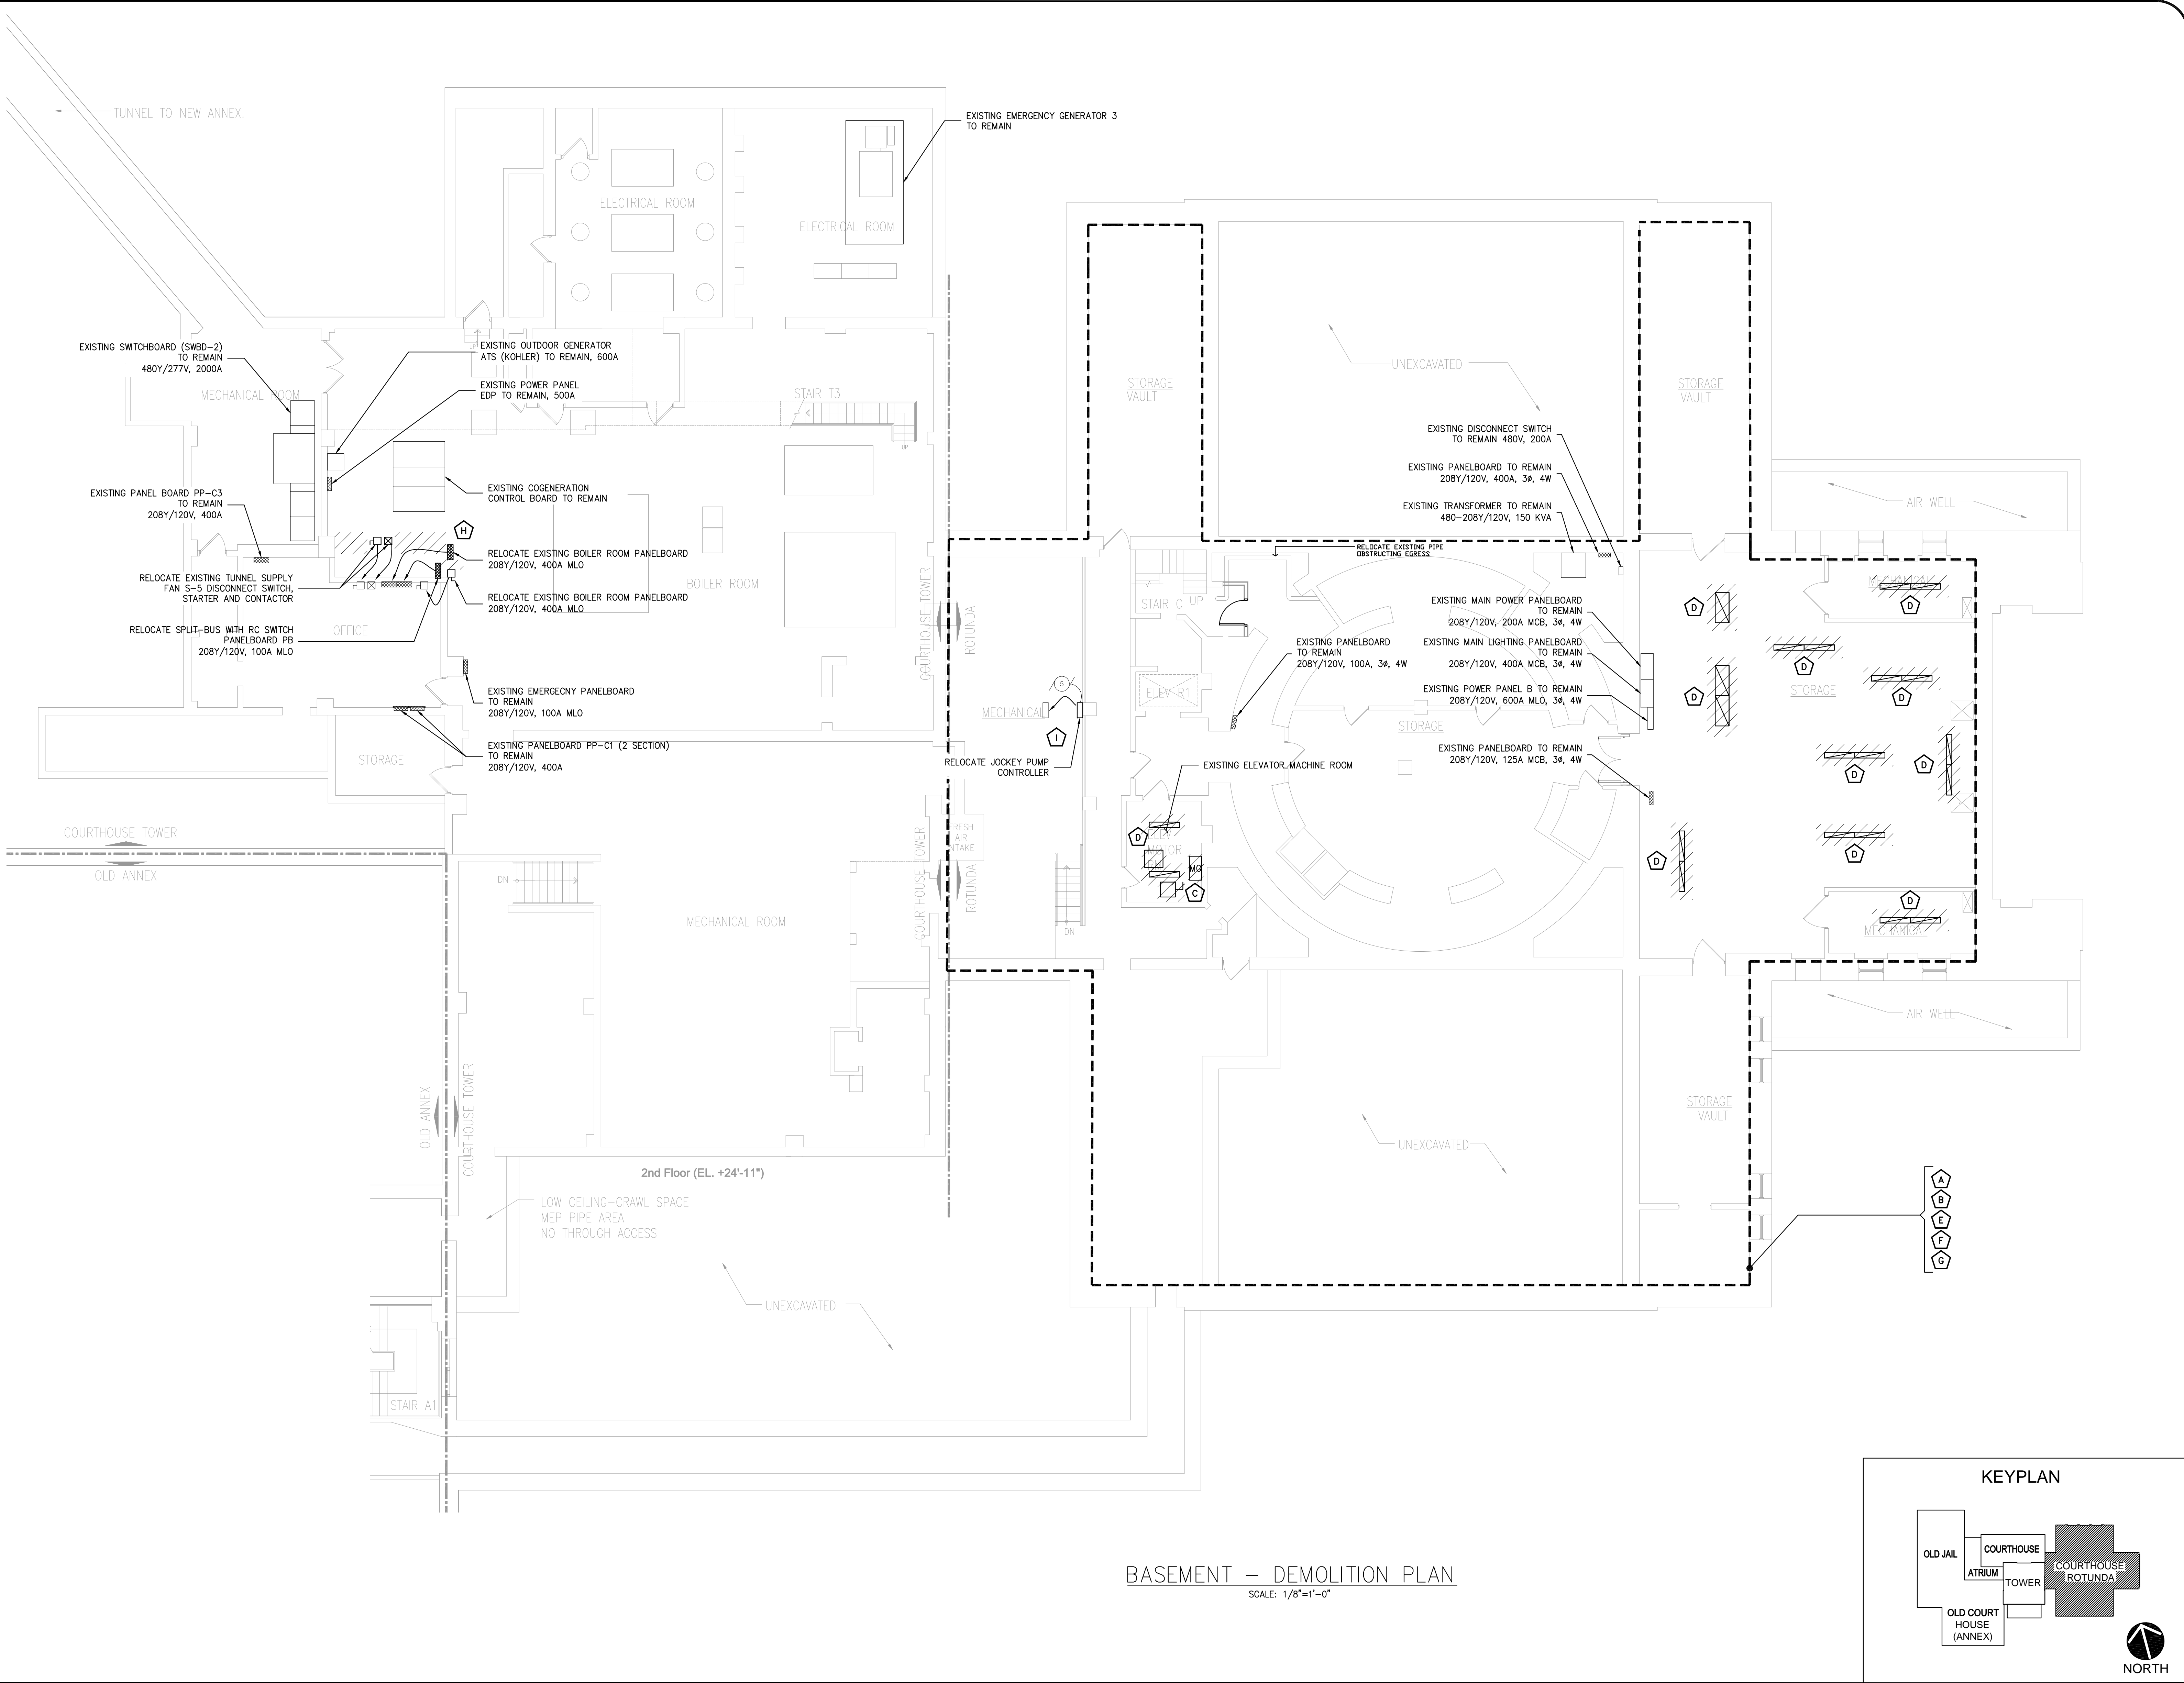 TUNNEL TO NEW ANNEX.
EXISTING EMERGENCY GENERATOR 3
TO REMAIN
ELECTRICAL ROOM
ELECTRICAL ROOM
EXISTING SWITCHBOARD (SWBD-2)
TO REMAIN
480Y/277V, 2000A
MECHANICAL ROOM
UP
EXISTING OUTDOOR GENERATOR
ATS (KOHLER) TO REMAIN, 600A
EXISTING POWER PANEL
EDP TO REMAIN, 500A
STAIR T3
UP
EXISTING COGENERATION
CONTROL BOARD TO REMAIN
EXISTING PANEL BOARD PP-C3
TO REMAIN
208Y/120V, 400A
H
RELOCATE EXISTING BOILER ROOM PANELBOARD
208Y/120V, 400A MLO
RELOCATE EXISTING TUNNEL SUPPLY
FAN S-5 DISCONNECT SWITCH,
STARTER AND CONTACTOR
RELOCATE EXISTING BOILER ROOM PANELBOARD
208Y/120V, 400A MLO
BOILER ROOM
RELOCATE SPLIT-BUS WITH RC SWITCH
PANELBOARD PB
208Y/120V, 100A MLO
OFFICE
EXISTING EMERGECNY PANELBOARD
TO REMAIN
208Y/120V, 100A MLO
EXISTING PANELBOARD PP-C1 (2 SECTION)
TO REMAIN
208Y/120V, 400A
STORAGE
COURTHOUSE TOWER
ROTUNDA
COURTHOUSE TOWER
OLD ANNEX
DN
MECHANICAL ROOM
COURTHOUSE TOWER
ROTUNDA
FRESH
AIR
INTAKE
OLD ANNEX
COURTHOUSE TOWER
2nd Floor (EL. +24'-11")
LOW CEILING-CRAWL SPACE
MEP PIPE AREA
NO THROUGH ACCESS
UNEXCAVATED
STAIR A1
STORAGE
VAULT
UNEXCAVATED
STORAGE
VAULT
EXISTING DISCONNECT SWITCH
TO REMAIN 480V, 200A
EXISTING PANELBOARD TO REMAIN
208Y/120V, 400A, 3ø, 4W
EXISTING TRANSFORMER TO REMAIN
480-208Y/120V, 150 KVA
AIR WELL
RELOCATE EXISTING PIPE
OBSTRUCTING EGRESS
STAIR C
UP
EXISTING MAIN POWER PANELBOARD
TO REMAIN
208Y/120V, 200A MCB, 3ø, 4W
EXISTING PANELBOARD
TO REMAIN
208Y/120V, 100A, 3ø, 4W
EXISTING MAIN LIGHTING PANELBOARD
TO REMAIN
208Y/120V, 400A MCB, 3ø, 4W
EXISTING POWER PANEL B TO REMAIN
208Y/120V, 600A MLO, 3ø, 4W
EXISTING PANELBOARD TO REMAIN
208Y/120V, 125A MCB, 3ø, 4W
5
ELEV R1
MECHANICAL
I
RELOCATE JOCKEY PUMP
CONTROLLER
STORAGE
EXISTING ELEVATOR MACHINE ROOM
D
MOTOR
MG
C
DN
D
D
MECHANICAL
D
D
STORAGE
D
D
D
D
D
D
MECHANICAL
AIR WELL
STORAGE
VAULT
UNEXCAVATED
A
B
E
F
G
BASEMENT – DEMOLITION PLAN
SCALE: 1/8"=1'-0"
KEYPLAN
OLD JAIL
COURTHOUSE
ATRIUM
TOWER
COURTHOUSE
ROTUNDA
OLD COURT
HOUSE
(ANNEX)
NORTH